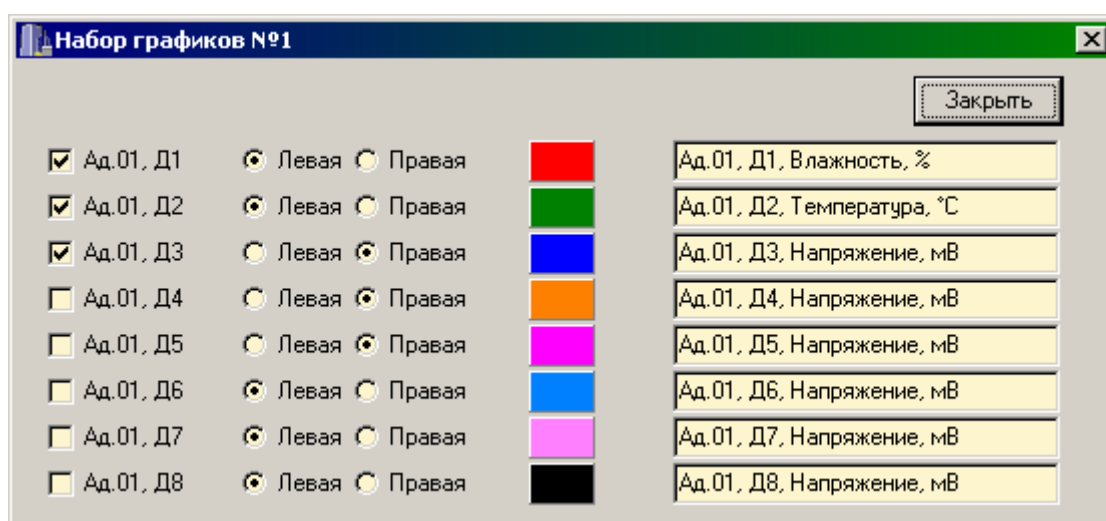 Набор графиков №1
Закрыть
Ад.01, Д1 Левая Правая Ад.01, Д1, Влажность, %
Ад.01, Д2 Левая Правая Ад.01, Д2, Температура, °C
Ад.01, Д3 Левая Правая Ад.01, Д3, Напряжение, мВ
Ад.01, Д4 Левая Правая Ад.01, Д4, Напряжение, мВ
Ад.01, Д5 Левая Правая Ад.01, Д5, Напряжение, мВ
Ад.01, Д6 Левая Правая Ад.01, Д6, Напряжение, мВ
Ад.01, Д7 Левая Правая Ад.01, Д7, Напряжение, мВ
Ад.01, Д8 Левая Правая Ад.01, Д8, Напряжение, мВ